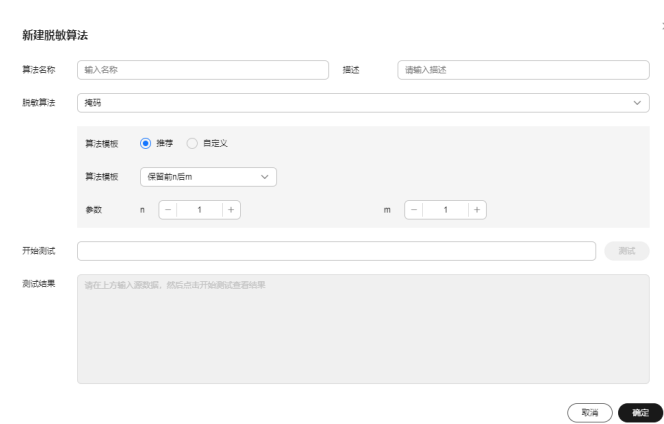 新建脱敏算法
算法名称 输入名称 描述 请输入描述
脱敏算法 掩码
算法模板 推荐 自定义
算法模板 保留前n后m
参数 n － 1 + m － 1 +
开始测试 测试
测试结果 请在上方输入源数据，然后点击开始测试查看结果
取消 确定